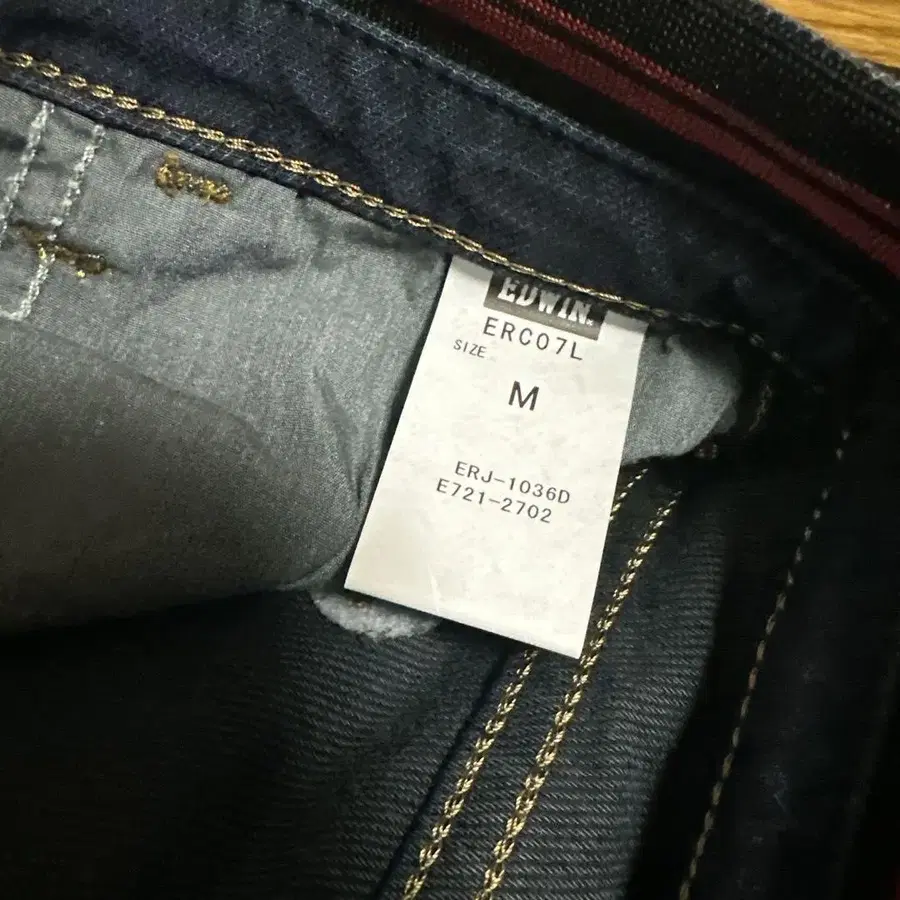 EDWIN.
ERC07L
SIZE
M
ERJ-1036D
E721-2702